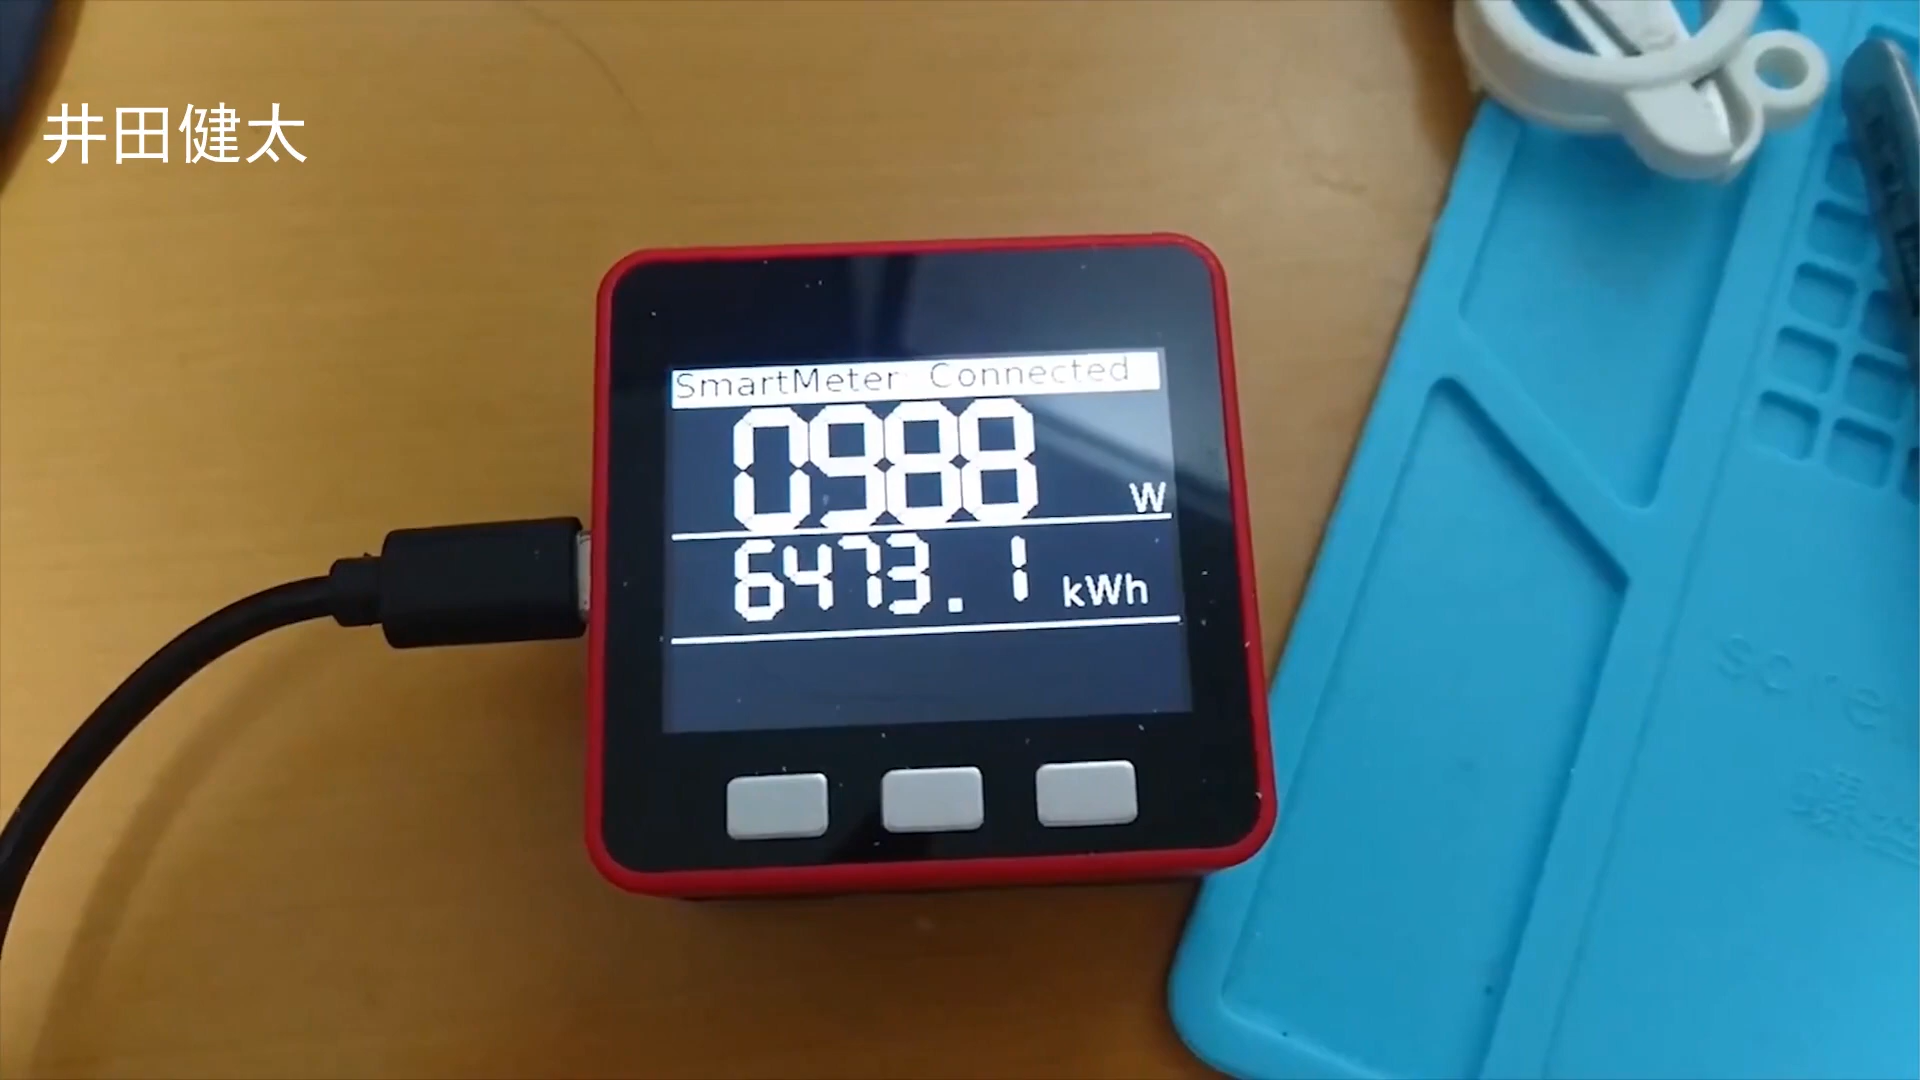 井田健太
SmartMeter Connected
0988 W
6473.1 kWh